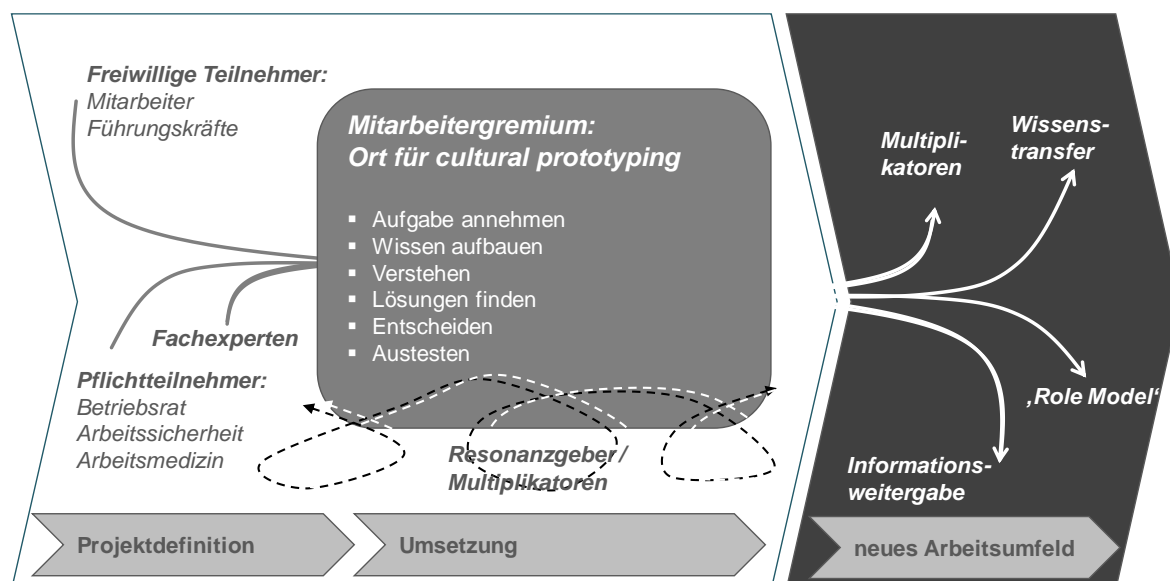 Freiwillige Teilnehmer:
Mitarbeiter
Führungskräfte
Fachexperten
Pflichtteilnehmer:
Betriebsrat
Arbeitssicherheit
Arbeitsmedizin
Mitarbeitergremium:
Ort für cultural prototyping
▪ Aufgabe annehmen
▪ Wissen aufbauen
▪ Verstehen
▪ Lösungen finden
▪ Entscheiden
▪ Austesten
Resonanzgeber /
Multiplikatoren
Multipli-
katoren
Wissens-
transfer
‚Role Model‘
Informations-
weitergabe
Projektdefinition
Umsetzung
neues Arbeitsumfeld